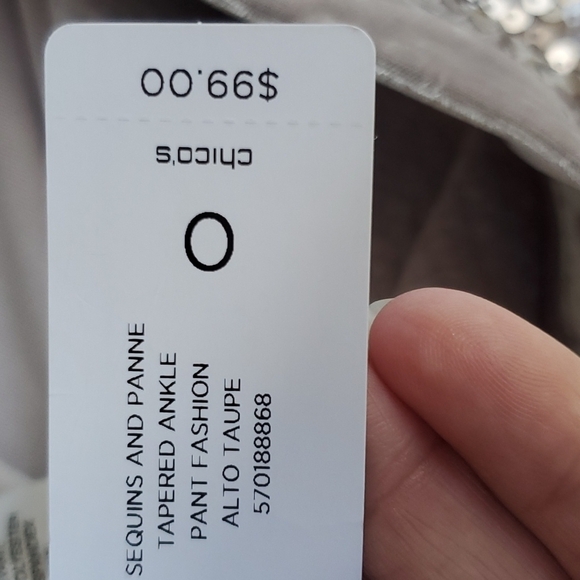 $99.00
chico's
0
SEQUINS AND PANNE
TAPERED ANKLE
PANT FASHION
ALTO TAUPE
570188868